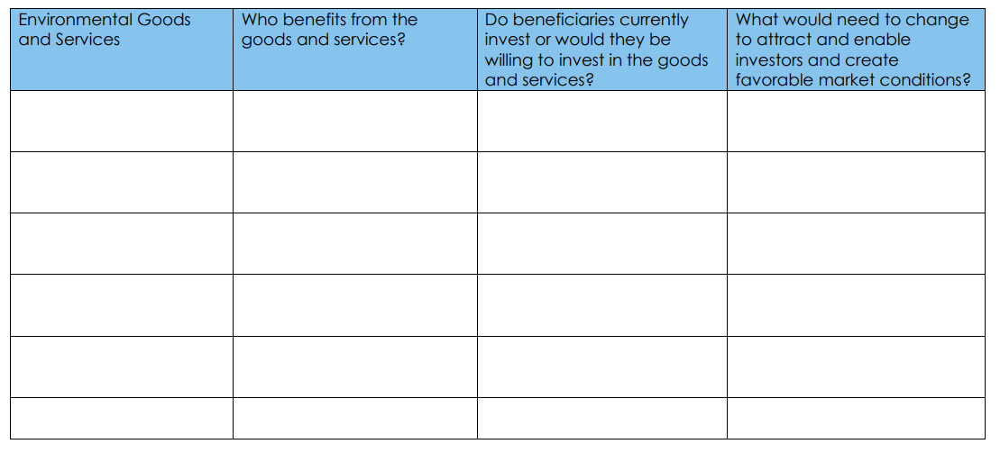 Environmental Goods
and Services
Who benefits from the
goods and services?
Do beneficiaries currently
invest or would they be
willing to invest in the goods
and services?
What would need to change
to attract and enable
investors and create
favorable market conditions?